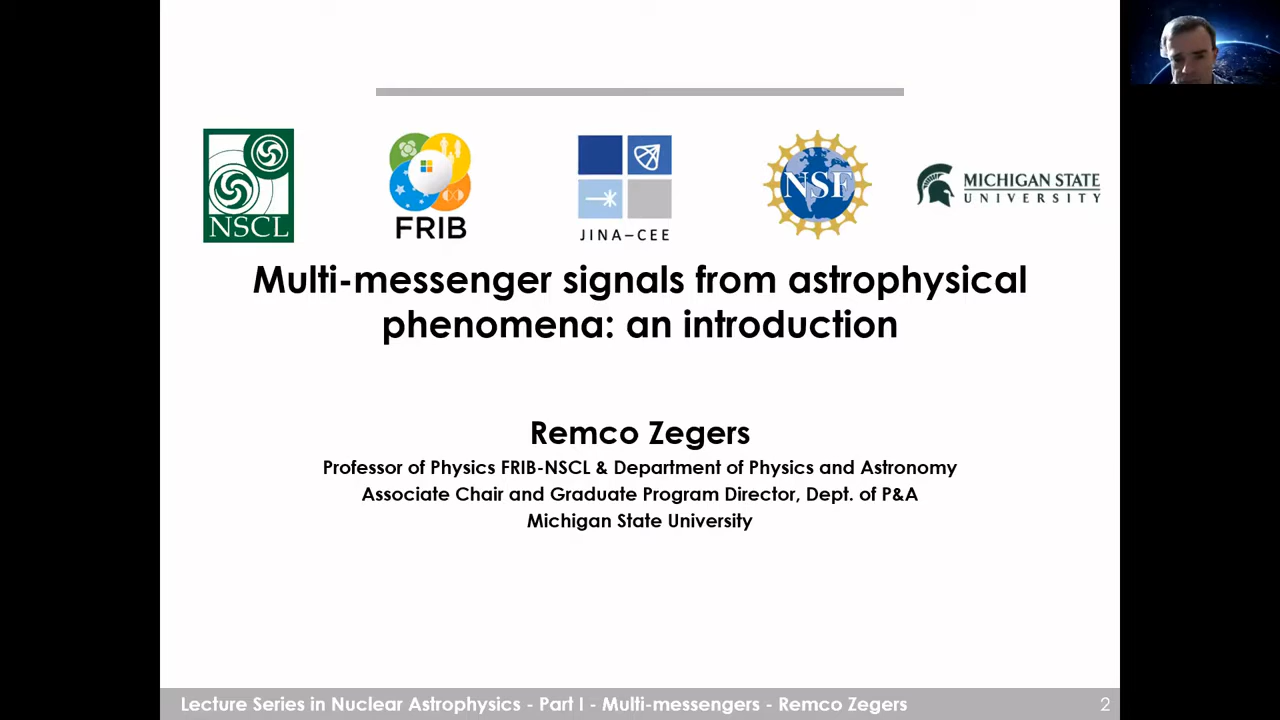 NSCL
FRIB
JINA-CEE
NSF
MICHIGAN STATE
UNIVERSITY
Multi-messenger signals from astrophysical
phenomena: an introduction
Remco Zegers
Professor of Physics FRIB-NSCL & Department of Physics and Astronomy
Associate Chair and Graduate Program Director, Dept. of P&A
Michigan State University
Lecture Series in Nuclear Astrophysics - Part I - Multi-messengers - Remco Zegers
2